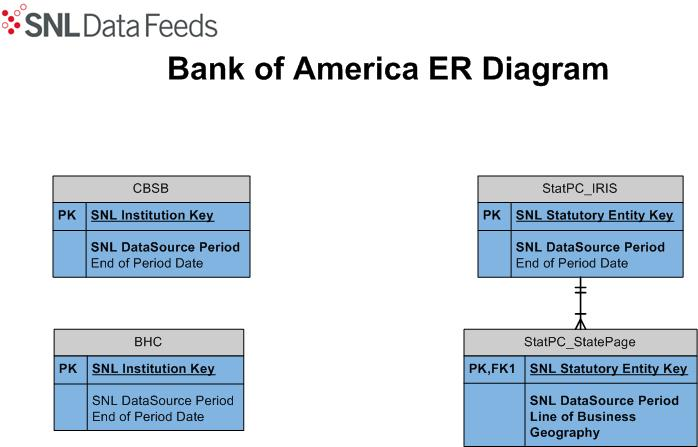 SNL Data Feeds
Bank of America ER Diagram
CBSB
PK SNL Institution Key
SNL DataSource Period
End of Period Date
StatPC_IRIS
PK SNL Statutory Entity Key
SNL DataSource Period
End of Period Date
BHC
PK SNL Institution Key
SNL DataSource Period
End of Period Date
StatPC_StatePage
PK,FK1 SNL Statutory Entity Key
SNL DataSource Period
Line of Business
Geography